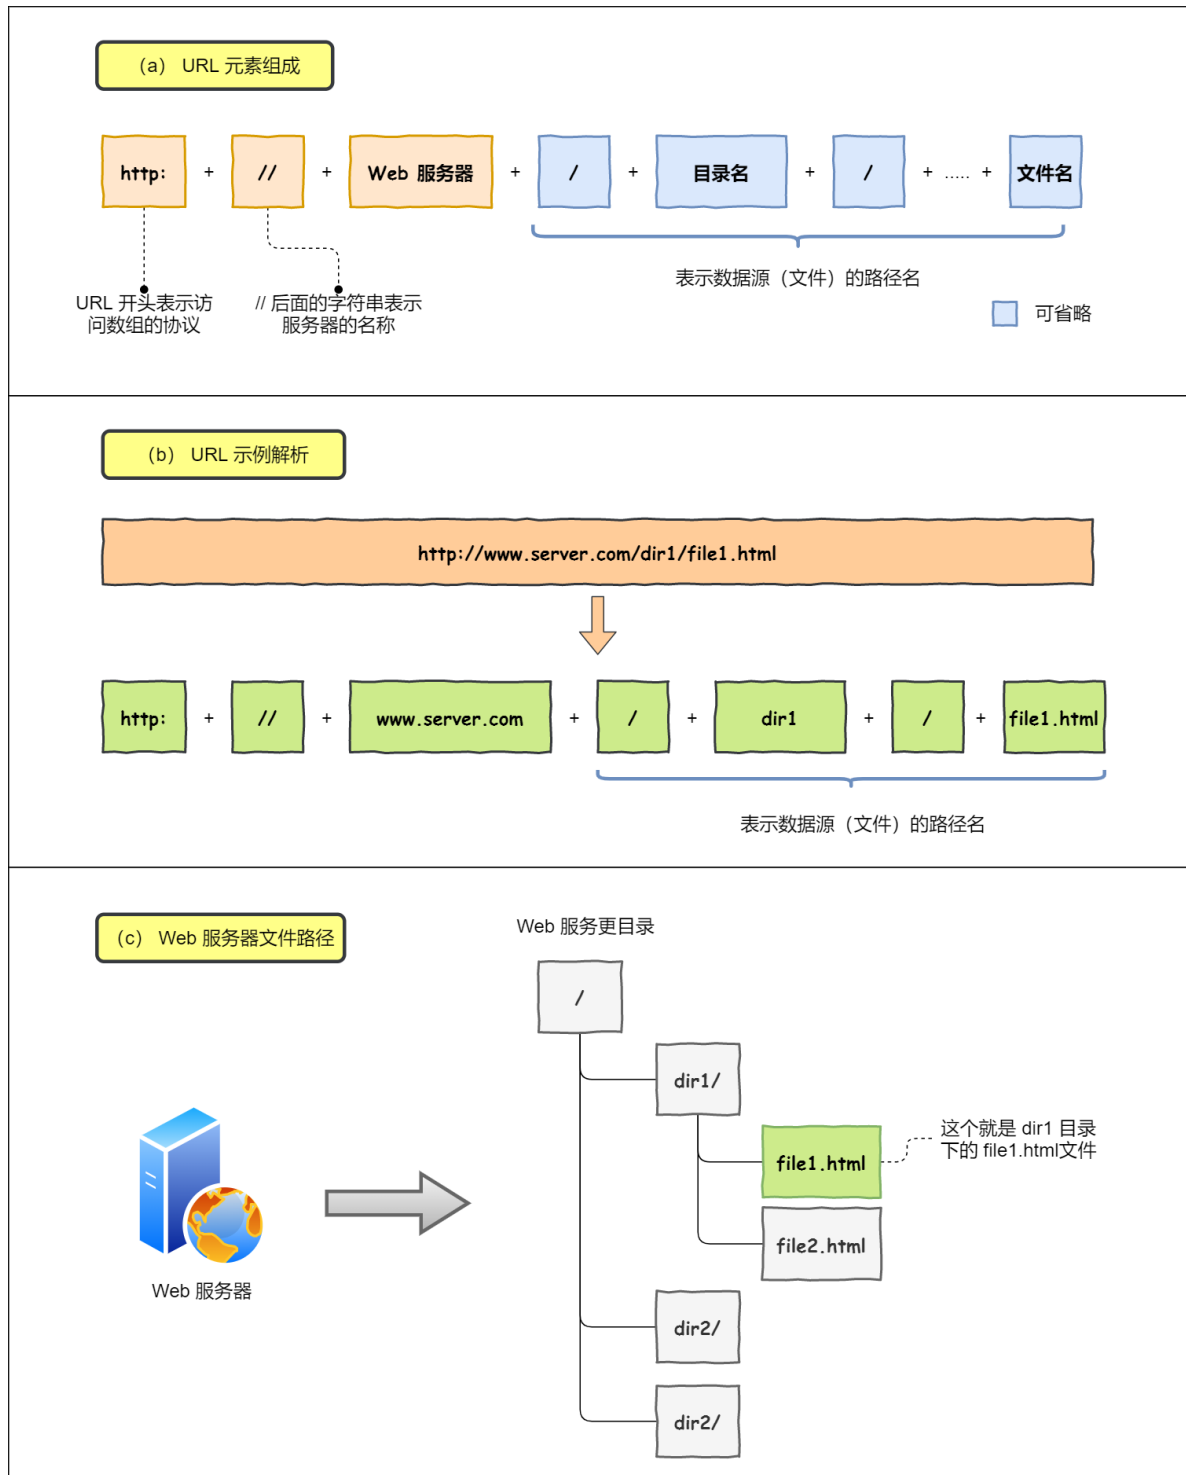 （a） URL 元素组成
http: + // + Web 服务器 + / + 目录名 + / + ..... + 文件名
表示数据源（文件）的路径名
URL 开头表示访
问数组的协议
// 后面的字符串表示
服务器的名称
可省略
（b） URL 示例解析
http://www.server.com/dir1/file1.html
http: + // + www.server.com + / + dir1 + / + file1.html
表示数据源（文件）的路径名
（c） Web 服务器文件路径
Web 服务更目录
/
dir1/
file1.html
这个就是 dir1 目录
下的 file1.html文件
file2.html
Web 服务器
dir2/
dir2/